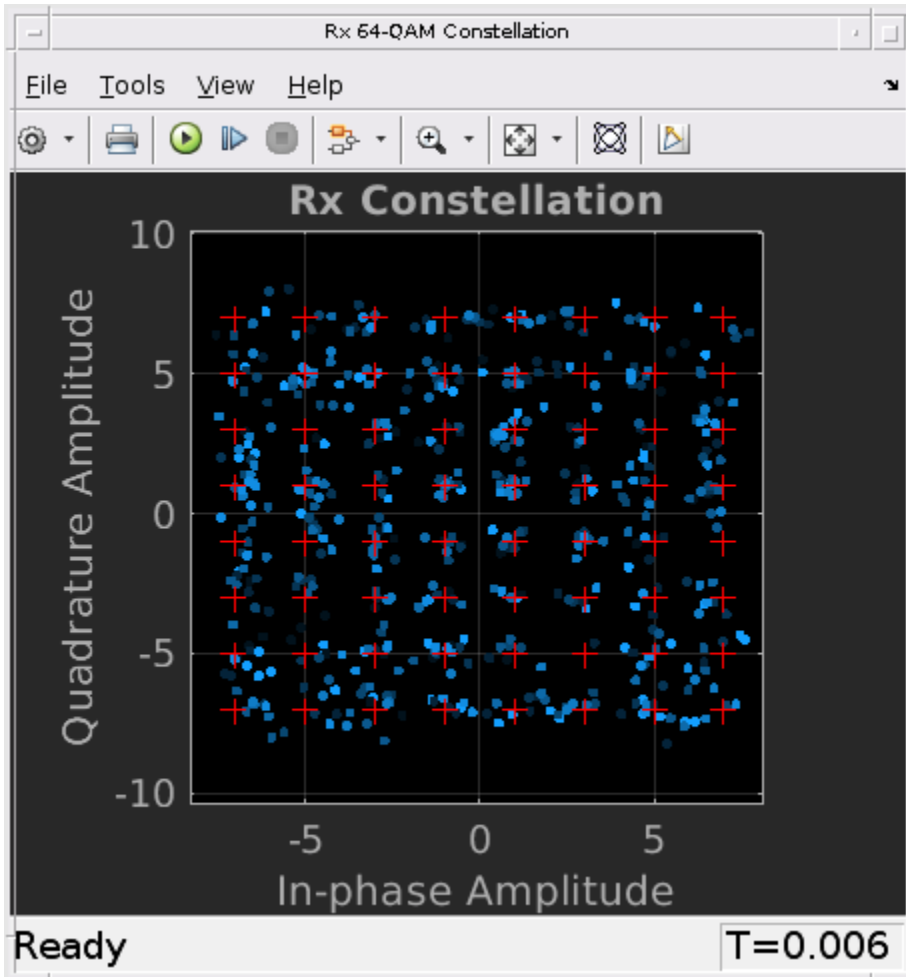 Rx 64-QAM Constellation
File Tools View Help
Rx Constellation
10
5
0
-5
-10
Quadrature Amplitude
-5 0 5
In-phase Amplitude
Ready T=0.006